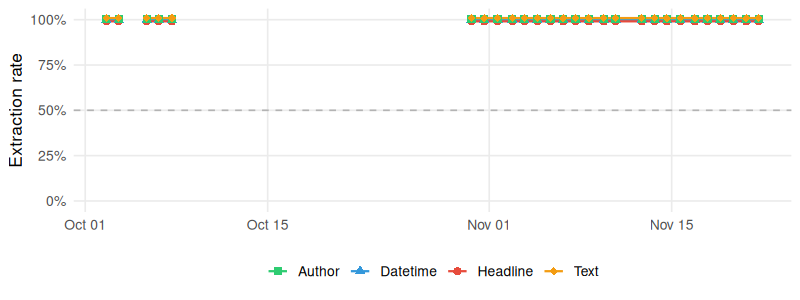 Extraction rate
100%
75%
50%
25%
0%
Oct 01 Oct 15 Nov 01 Nov 15
Author Datetime Headline Text